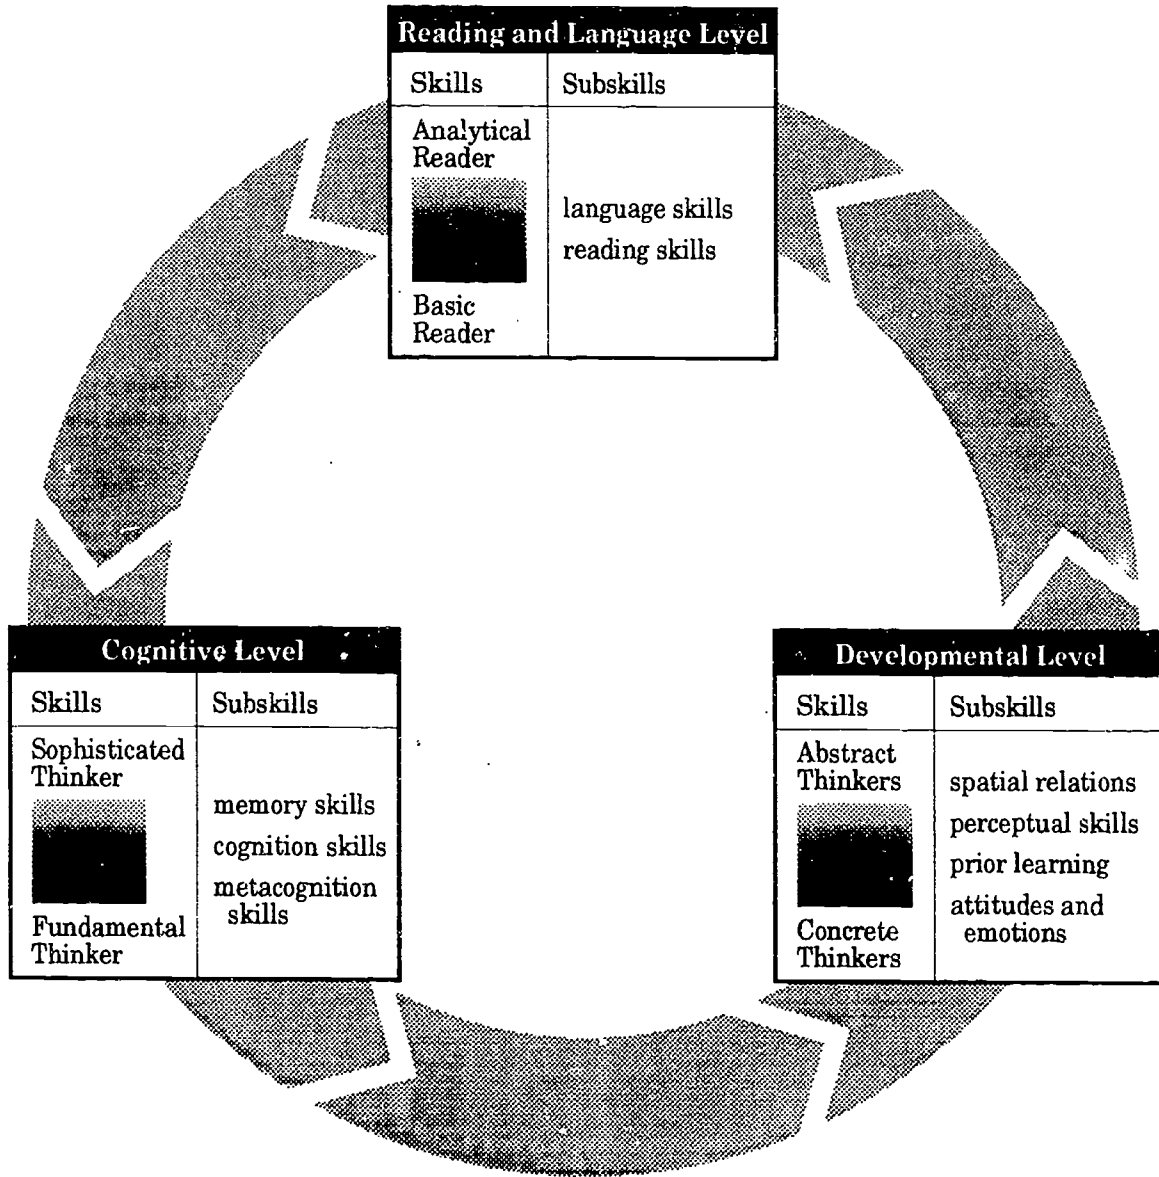 Reading and Language Level
Skills
Subskills
Analytical
Reader
language skills
reading skills
Basic
Reader
Cognitive Level
Skills
Subskills
Sophisticated
Thinker
memory skills
cognition skills
metacognition
skills
Fundamental
Thinker
Developmental Level
Skills
Subskills
Abstract
Thinkers
spatial relations
perceptual skills
prior learning
attitudes and
emotions
Concrete
Thinkers